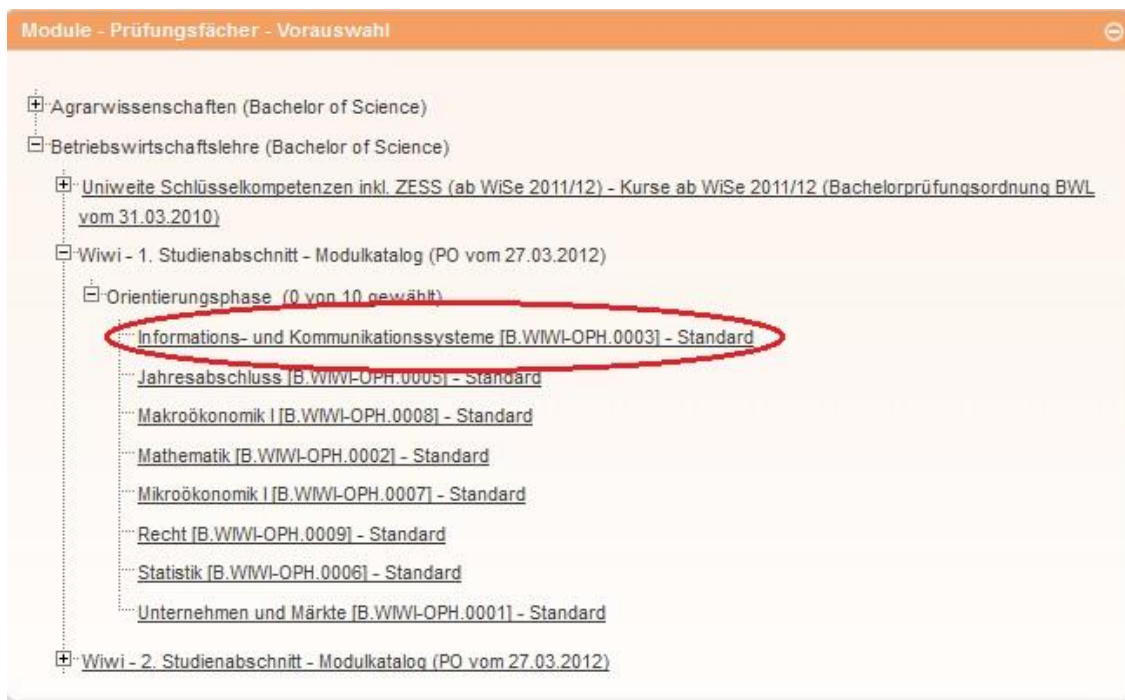 Module - Prüfungsfächer - Vorauswahl
Agrarwissenschaften (Bachelor of Science)
Betriebswirtschaftslehre (Bachelor of Science)
Uniweite Schlüsselkompetenzen inkl. ZESS (ab WiSe 2011/12) - Kurse ab WiSe 2011/12 (Bachelorprüfungsordnung BWL
vom 31.03.2010)
Wiwi - 1. Studienabschnitt - Modulkatalog (PO vom 27.03.2012)
Orientierungsphase (0 von 10 gewählt)
Informations- und Kommunikationssysteme [B.WIWI-OPH.0003] - Standard
Jahresabschluss [B.WIWI-OPH.0005] - Standard
Makroökonomik I [B.WIWI-OPH.0008] - Standard
Mathematik [B.WIWI-OPH.0002] - Standard
Mikroökonomik I [B.WIWI-OPH.0007] - Standard
Recht [B.WIWI-OPH.0009] - Standard
Statistik [B.WIWI-OPH.0006] - Standard
Unternehmen und Märkte [B.WIWI-OPH.0001] - Standard
Wiwi - 2. Studienabschnitt - Modulkatalog (PO vom 27.03.2012)